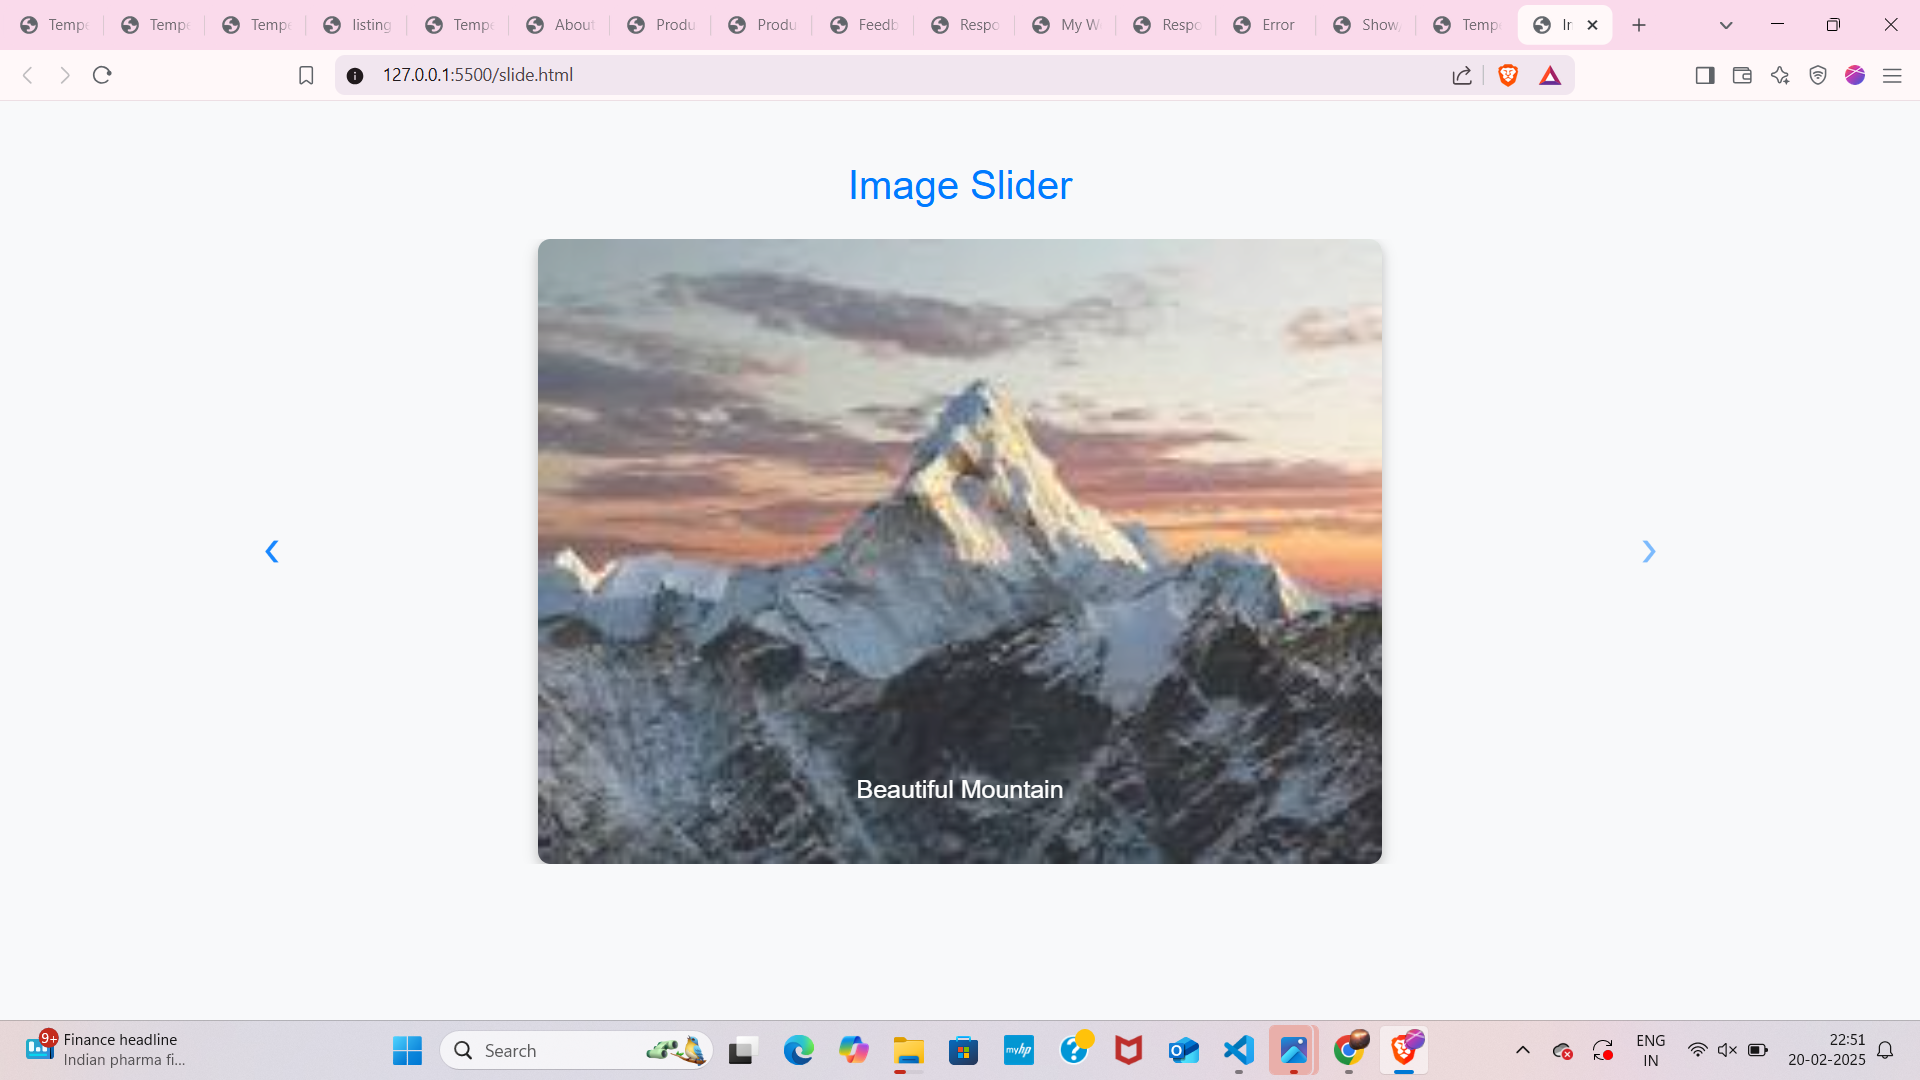 Tempe
Tempe
Tempe
listing
Tempe
About
Produ
Produ
Feedb
Respo
My W
Respo
Error
Show/
Tempe
127.0.0.1:5500/slide.html
Image Slider
❮
❯
Beautiful Mountain
9+
Finance headline
Indian pharma fi...
Search
myhp
ENG
IN
22:51
20-02-2025